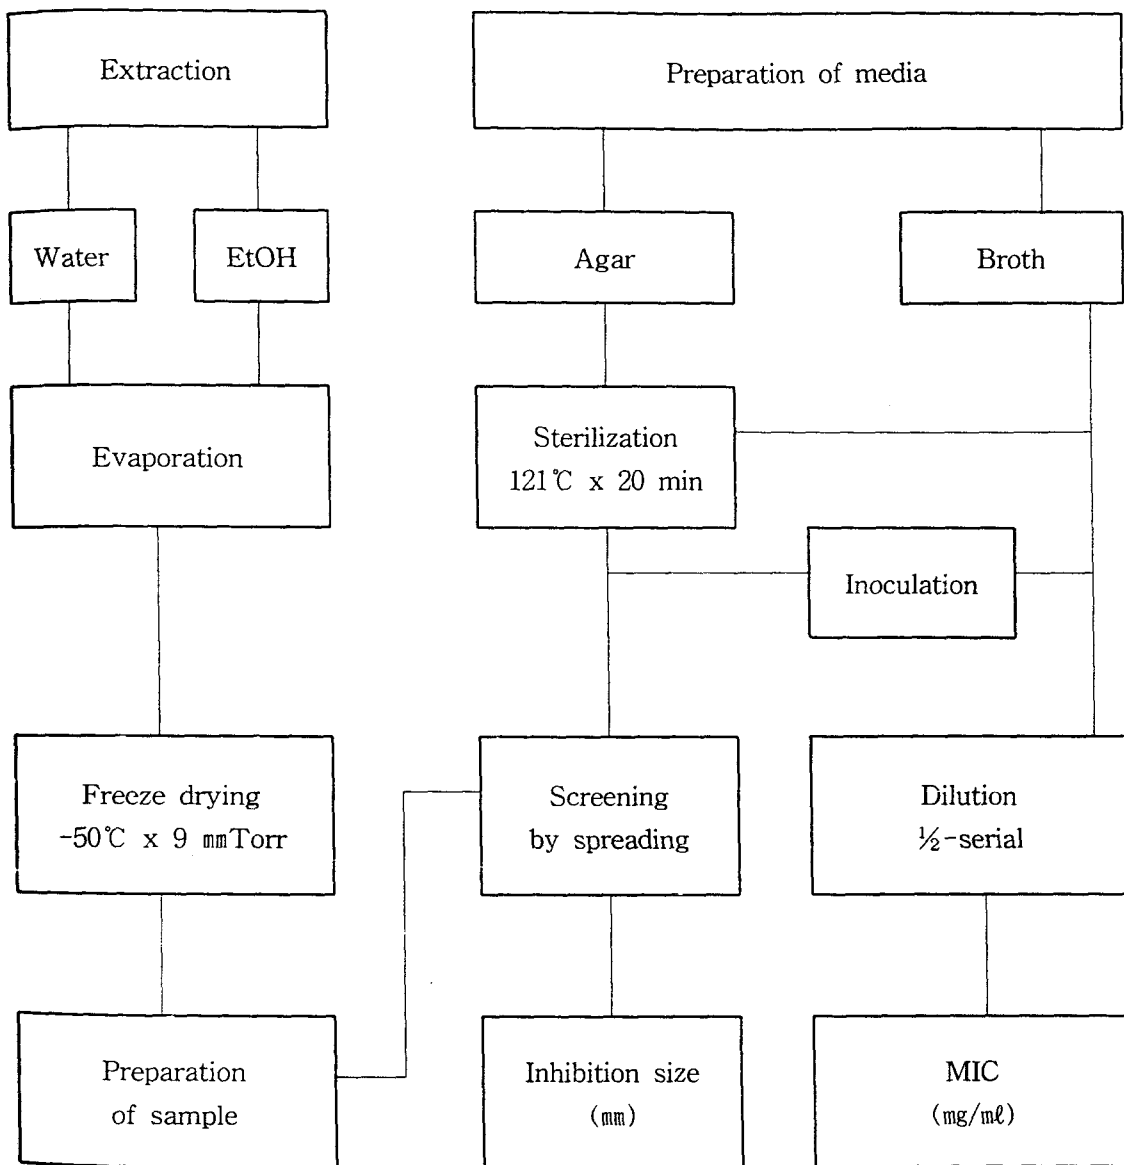 Extraction
Preparation of media
Water
EtOH
Agar
Broth
Evaporation
Sterilization
121℃ x 20 min
Inoculation
Freeze drying
-50℃ x 9 ㎜Torr
Screening
by spreading
Dilution
½-serial
Preparation
of sample
Inhibition size
(㎜)
MIC
(㎎/㎖)